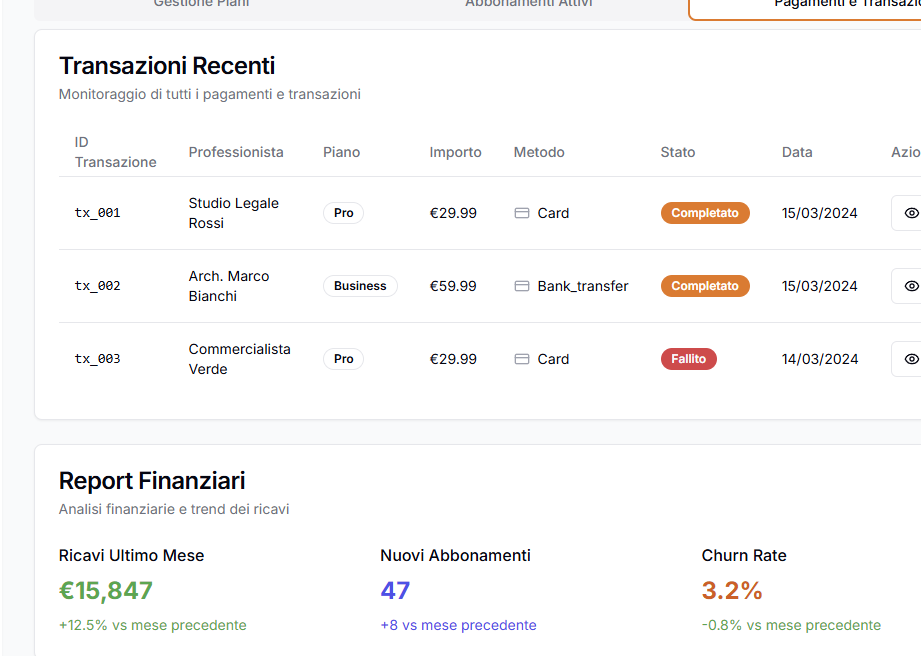 Gestione Piani
Abbonamenti Attivi
Pagamenti e Transazio
Transazioni Recenti
Monitoraggio di tutti i pagamenti e transazioni
ID Transazione Professionista Piano Importo Metodo Stato Data Azio
tx_001 Studio Legale Rossi Pro €29.99 Card Completato 15/03/2024
tx_002 Arch. Marco Bianchi Business €59.99 Bank_transfer Completato 15/03/2024
tx_003 Commercialista Verde Pro €29.99 Card Fallito 14/03/2024
Report Finanziari
Analisi finanziarie e trend dei ricavi
Ricavi Ultimo Mese
€15,847
+12.5% vs mese precedente
Nuovi Abbonamenti
47
+8 vs mese precedente
Churn Rate
3.2%
-0.8% vs mese precedente